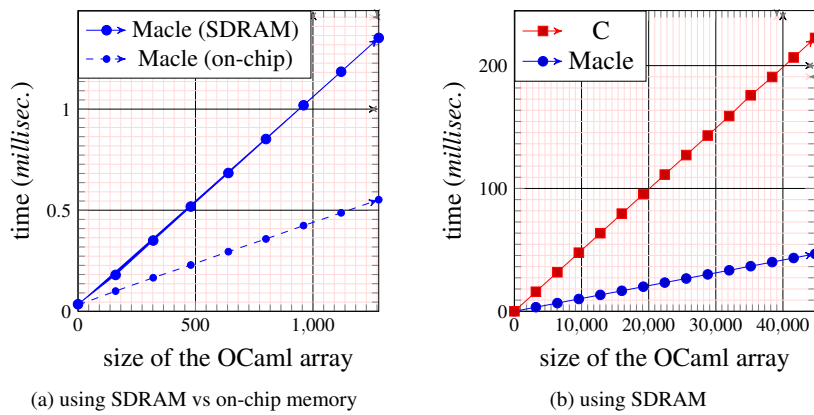 Macle (SDRAM)
Macle (on-chip)
1
0.5
0
0
500
1,000
time (millisec.)
size of the OCaml array
(a) using SDRAM vs on-chip memory
C
Macle
200
100
0
0
10,000
20,000
30,000
40,000
time (millisec.)
size of the OCaml array
(b) using SDRAM